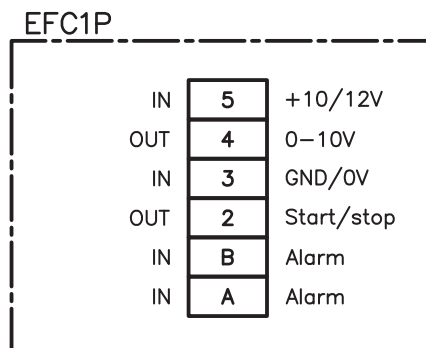 EFC1P
IN 5 +10/12V
OUT 4 0-10V
IN 3 GND/0V
OUT 2 Start/stop
IN B Alarm
IN A Alarm